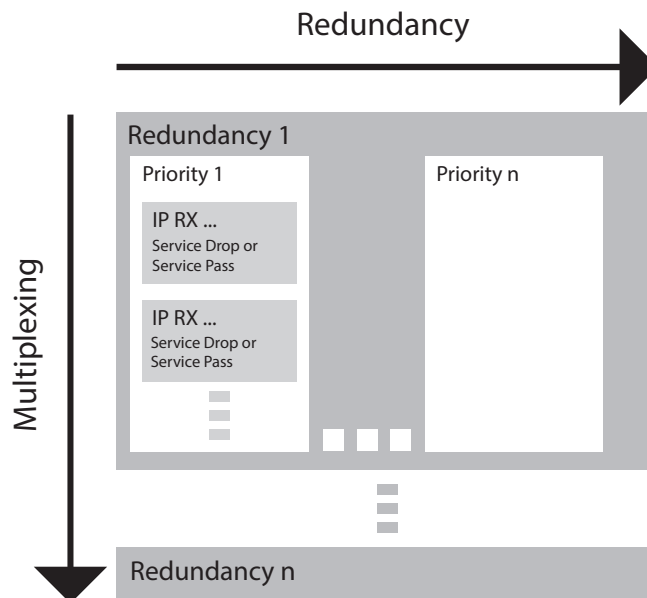 Redundancy
Multiplexing
Redundancy 1
Priority 1
IP RX ...
Service Drop or
Service Pass
IP RX ...
Service Drop or
Service Pass
Priority n
Redundancy n